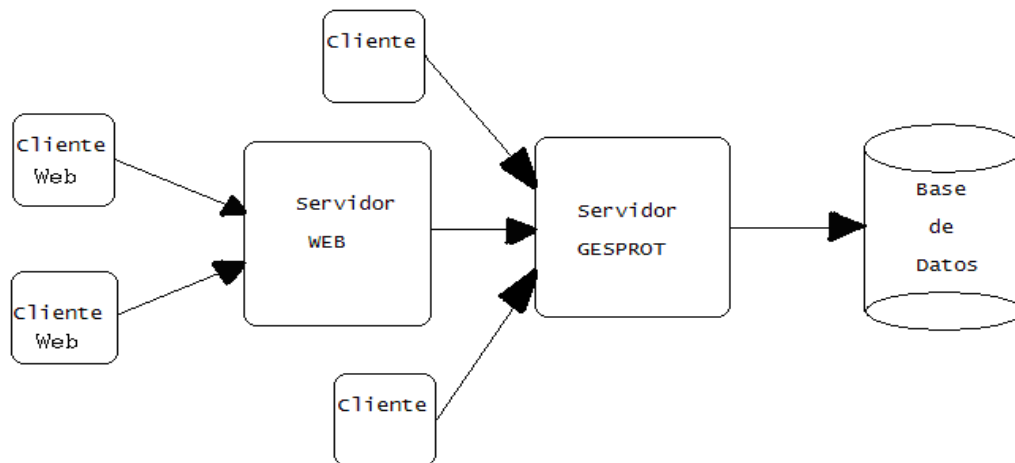 Cliente
Cliente
Web
Servidor
WEB
Servidor
GESPROT
Base
de
Datos
Cliente
Web
Cliente